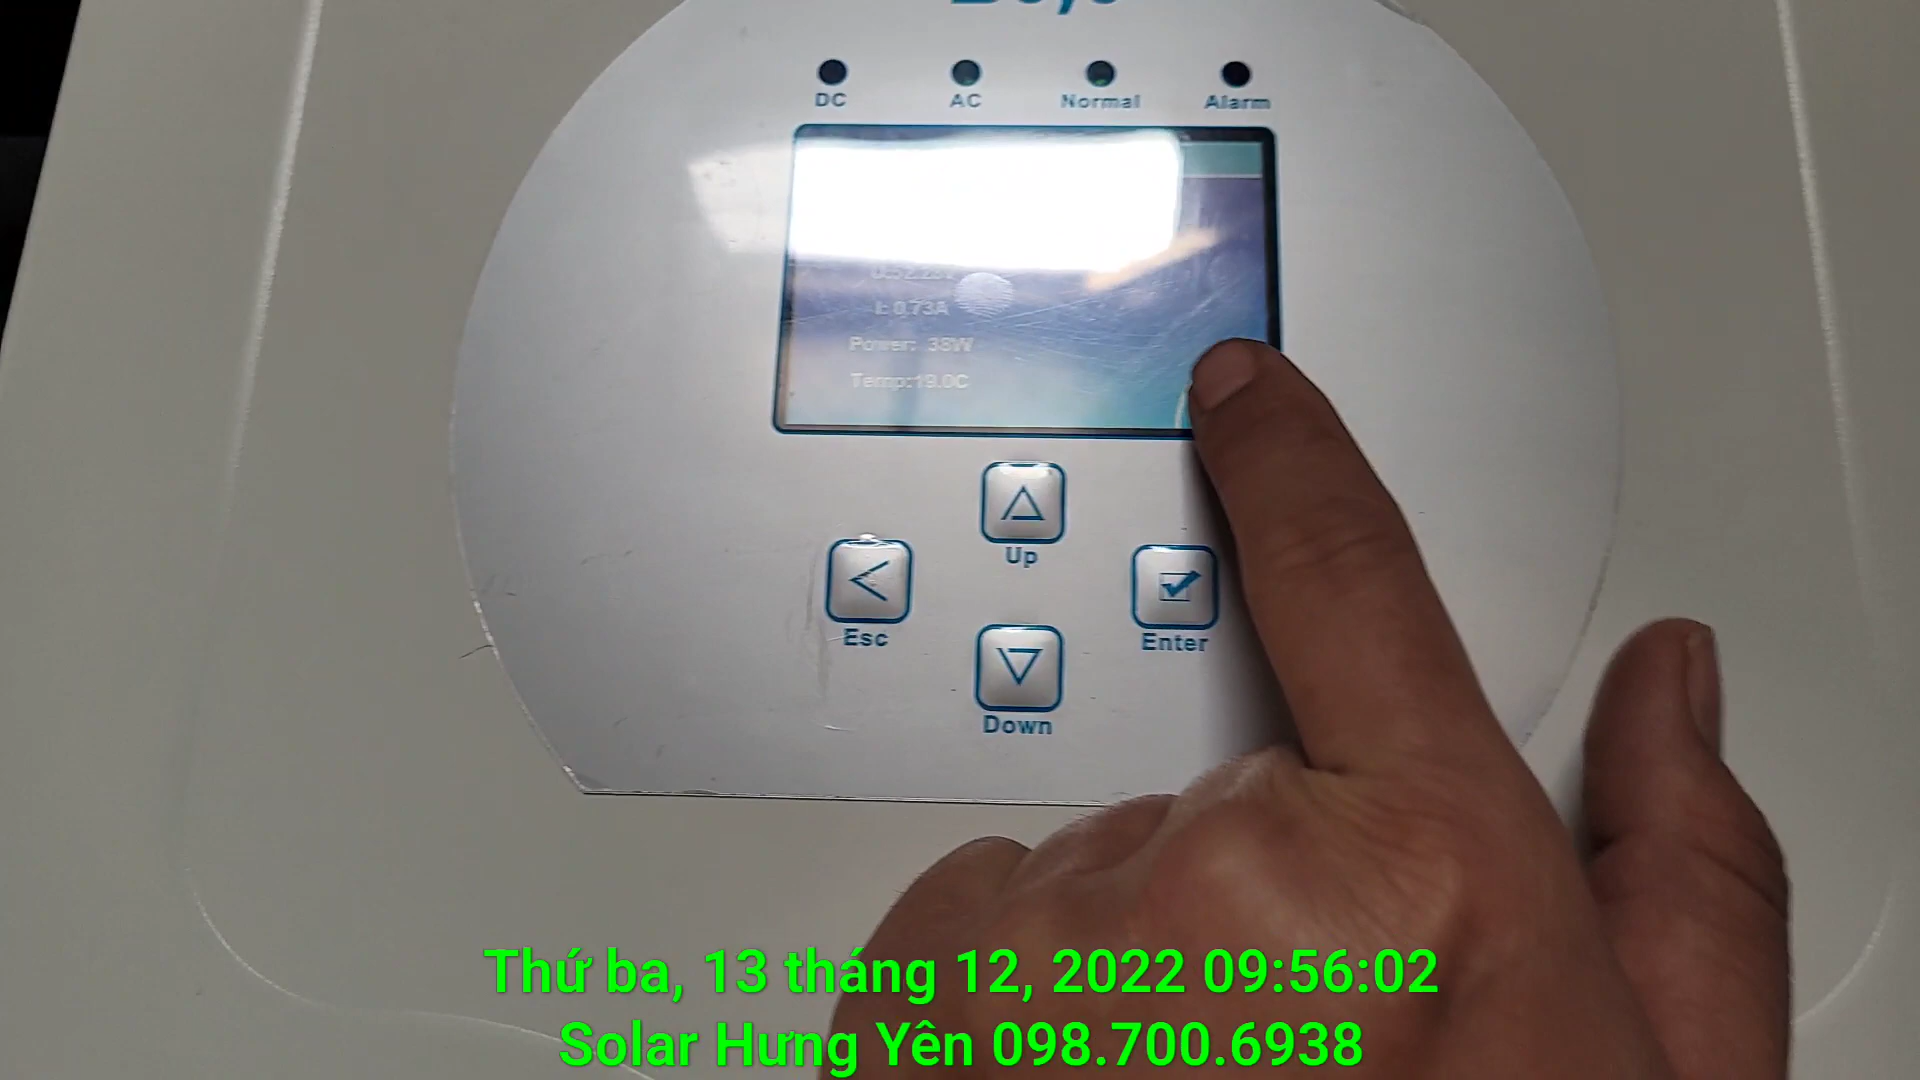 DC
AC
Normal
Alarm
I: 0.73A
Power: 38W
Temp:19.0C
Up
Esc
Enter
Down
Thứ ba, 13 tháng 12, 2022 09:56:02
Solar Hưng Yên 098.700.6938